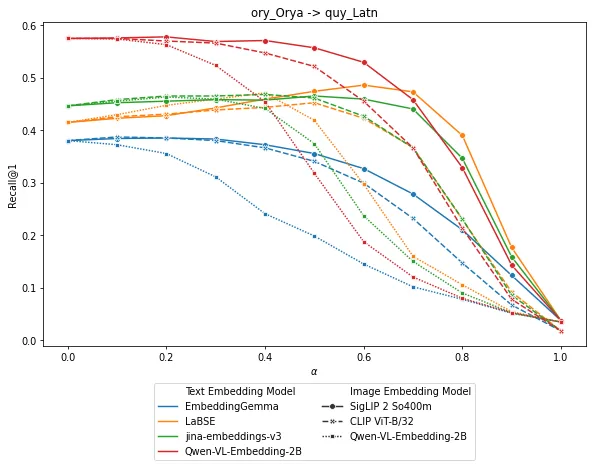 ory_Orya -> quy_Latn
Recall@1
0.6
0.5
0.4
0.3
0.2
0.1
0.0
0.0 0.2 0.4 0.6 0.8 1.0
α
Text Embedding Model
EmbeddingGemma
LaBSE
jina-embeddings-v3
Qwen-VL-Embedding-2B
Image Embedding Model
SigLIP 2 So400m
CLIP ViT-B/32
Qwen-VL-Embedding-2B